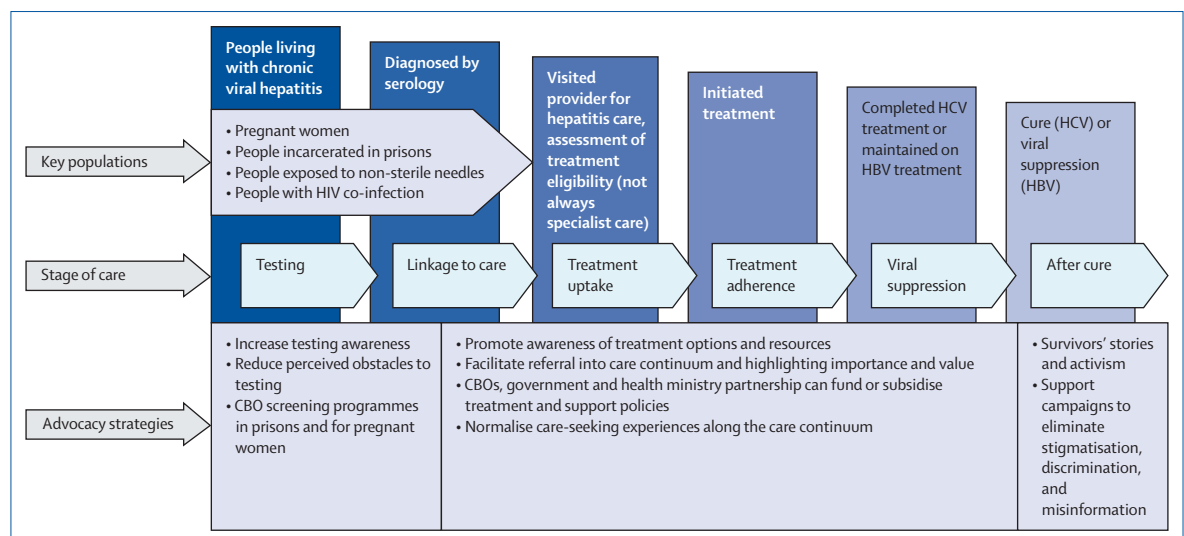 People living
with chronic
viral hepatitis
Diagnosed by
serology
Visited
provider for
hepatitis care,
assessment of
treatment
eligibility (not
always
specialist care)
Initiated
treatment
Completed HCV
treatment or
maintained on
HBV treatment
Cure (HCV) or
viral
suppression
(HBV)
Key populations
• Pregnant women
• People incarcerated in prisons
• People exposed to non-sterile needles
• People with HIV co-infection
Stage of care
Testing
Linkage to care
Treatment
uptake
Treatment
adherence
Viral
suppression
After cure
Advocacy strategies
• Increase testing awareness
• Reduce perceived obstacles to
testing
• CBO screening programmes
in prisons and for pregnant
women
• Promote awareness of treatment options and resources
• Facilitate referral into care continuum and highlighting importance and value
• CBOs, government and health ministry partnership can fund or subsidise
treatment and support policies
• Normalise care-seeking experiences along the care continuum
• Survivors’ stories
and activism
• Support
campaigns to
eliminate
stigmatisation,
discrimination,
and
misinformation